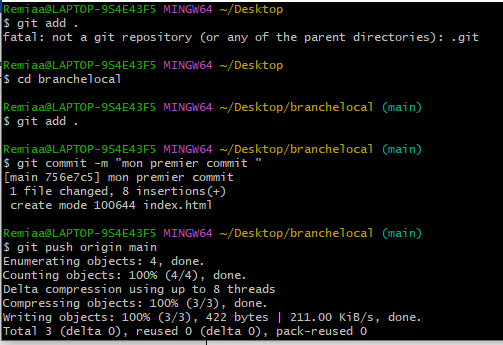 Remiaa@LAPTOP-9S4E43F5 MINGW64 ~/Desktop
$ git add .
fatal: not a git repository (or any of the parent directories): .git
Remiaa@LAPTOP-9S4E43F5 MINGW64 ~/Desktop
$ cd branchelocal
Remiaa@LAPTOP-9S4E43F5 MINGW64 ~/Desktop/branchelocal (main)
$ git add .
Remiaa@LAPTOP-9S4E43F5 MINGW64 ~/Desktop/branchelocal (main)
$ git commit -m "mon premier commit "
[main 756e7c5] mon premier commit
1 file changed, 8 insertions(+)
create mode 100644 index.html
Remiaa@LAPTOP-9S4E43F5 MINGW64 ~/Desktop/branchelocal (main)
$ git push origin main
Enumerating objects: 4, done.
Counting objects: 100% (4/4), done.
Delta compression using up to 8 threads
Compressing objects: 100% (3/3), done.
Writing objects: 100% (3/3), 422 bytes | 211.00 KiB/s, done.
Total 3 (delta 0), reused 0 (delta 0), pack-reused 0